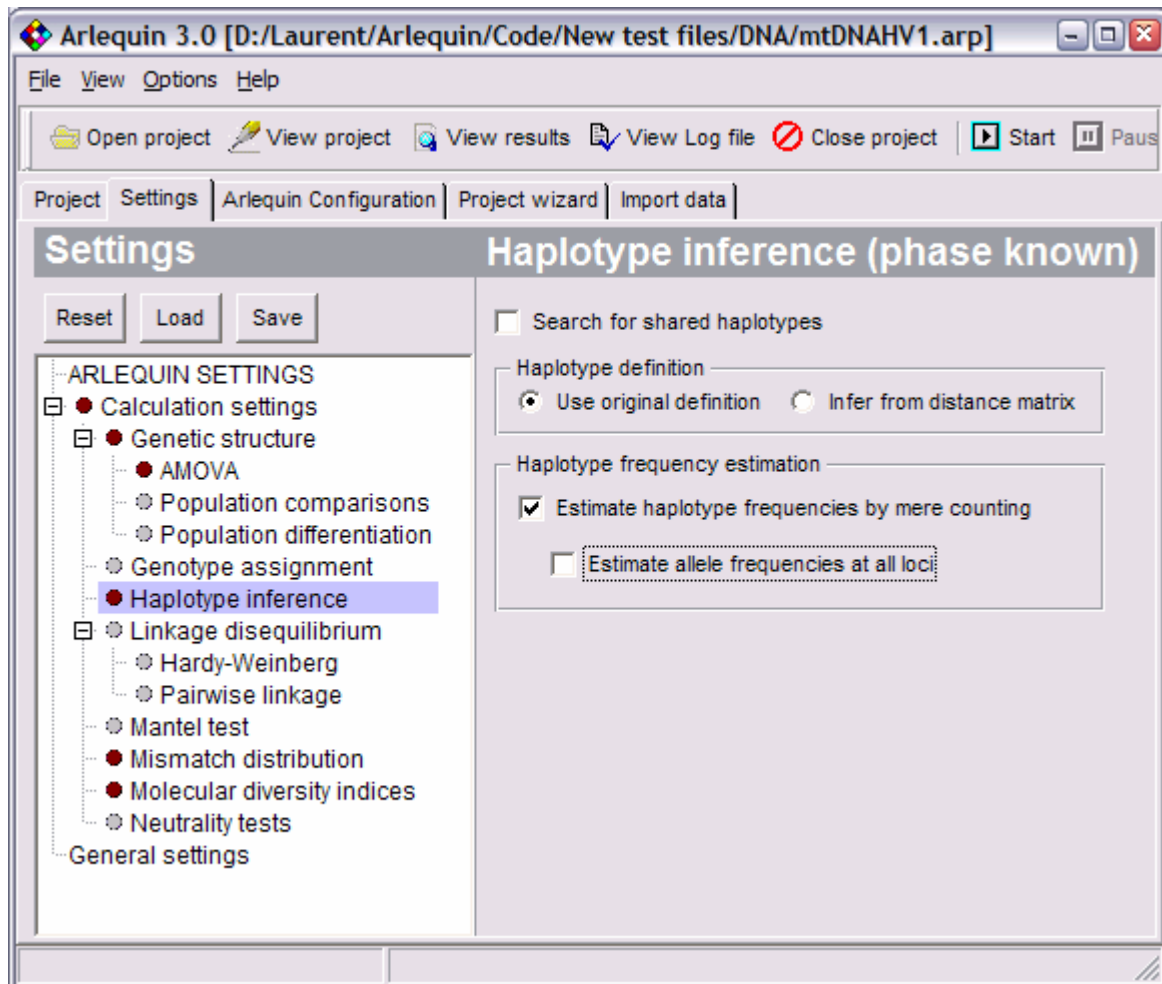 Arlequin 3.0 [D:/Laurent/Arlequin/Code/New test files/DNA/mtDNAHV1.arp]
File View Options Help
Open project View project View results View Log file Close project Start Paus
Project Settings Arlequin Configuration Project wizard Import data
Settings
Haplotype inference (phase known)
Reset Load Save
ARLEQUIN SETTINGS
Calculation settings
Genetic structure
AMOVA
Population comparisons
Population differentiation
Genotype assignment
Haplotype inference
Linkage disequilibrium
Hardy-Weinberg
Pairwise linkage
Mantel test
Mismatch distribution
Molecular diversity indices
Neutrality tests
General settings
Search for shared haplotypes
Haplotype definition
Use original definition Infer from distance matrix
Haplotype frequency estimation
Estimate haplotype frequencies by mere counting
Estimate allele frequencies at all loci